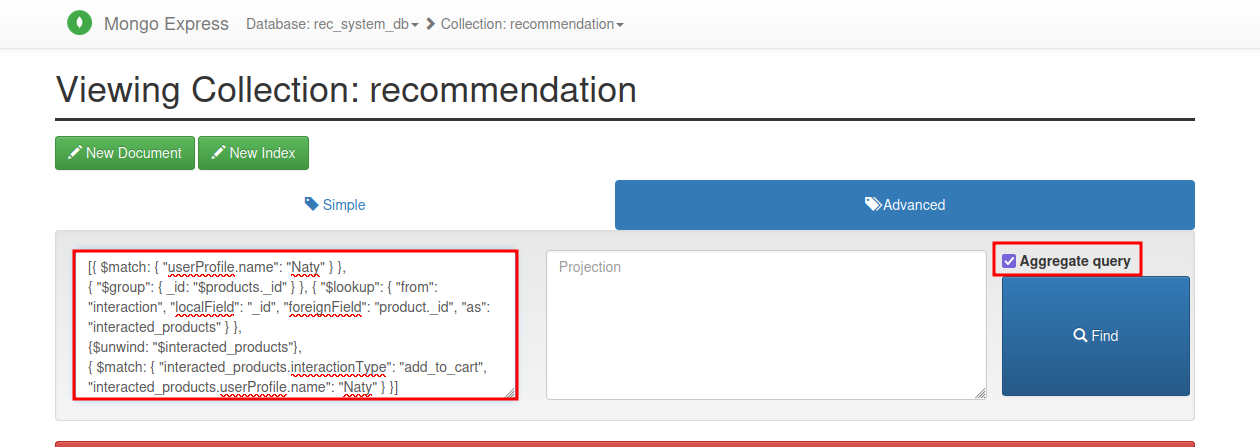 Mongo Express Database: rec_system_db Collection: recommendation
Viewing Collection: recommendation
New Document New Index
Simple Advanced
[{ $match: { "userProfile.name": "Naty" } },
{ "$group": { _id: "$products._id" } }, { "$lookup": { "from":
"interaction", "localField": "_id", "foreignField": "product._id", "as":
"interacted_products" } },
{$unwind: "$interacted_products"},
{ $match: { "interacted_products.interactionType": "add_to_cart",
"interacted_products.userProfile.name": "Naty" } }]
Projection
Aggregate query
Find